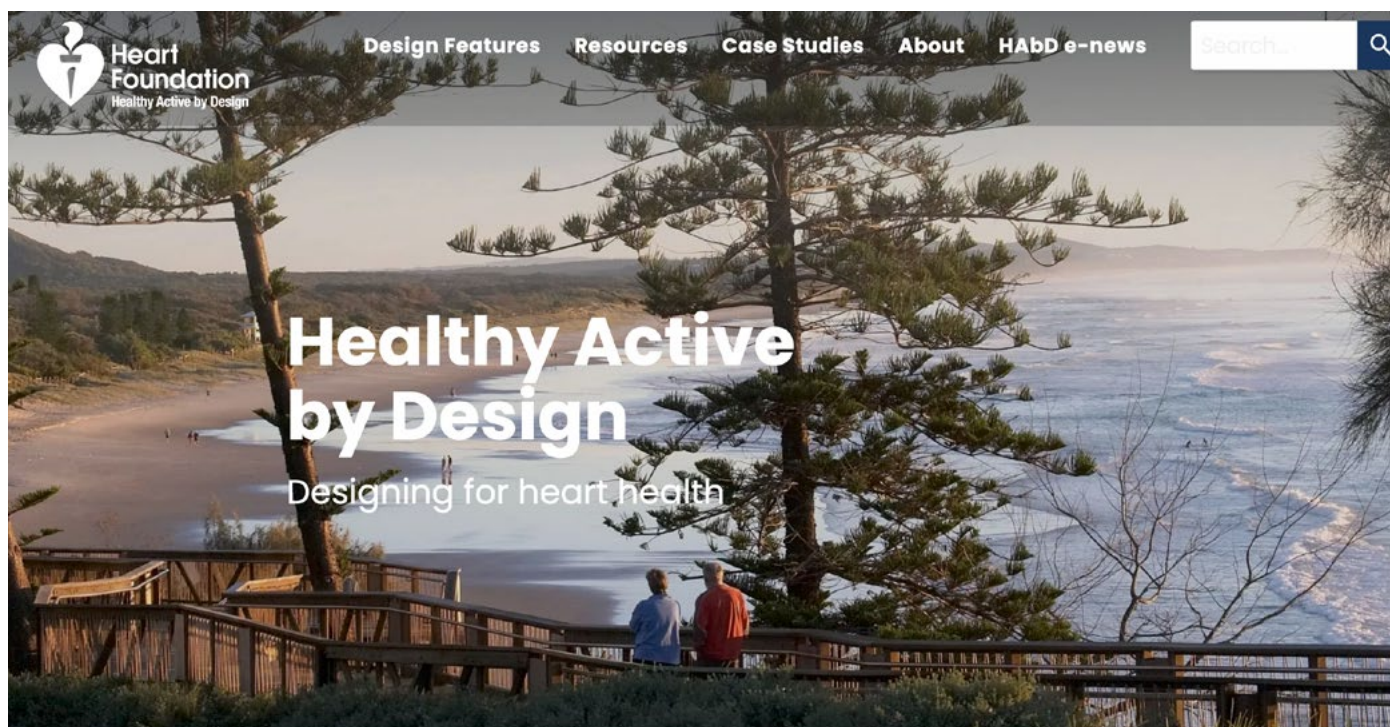 Heart
Foundation
Healthy Active by Design
Design Features
Resources
Case Studies
About
HAbD e-news
Search...
Healthy Active
by Design
Designing for heart health